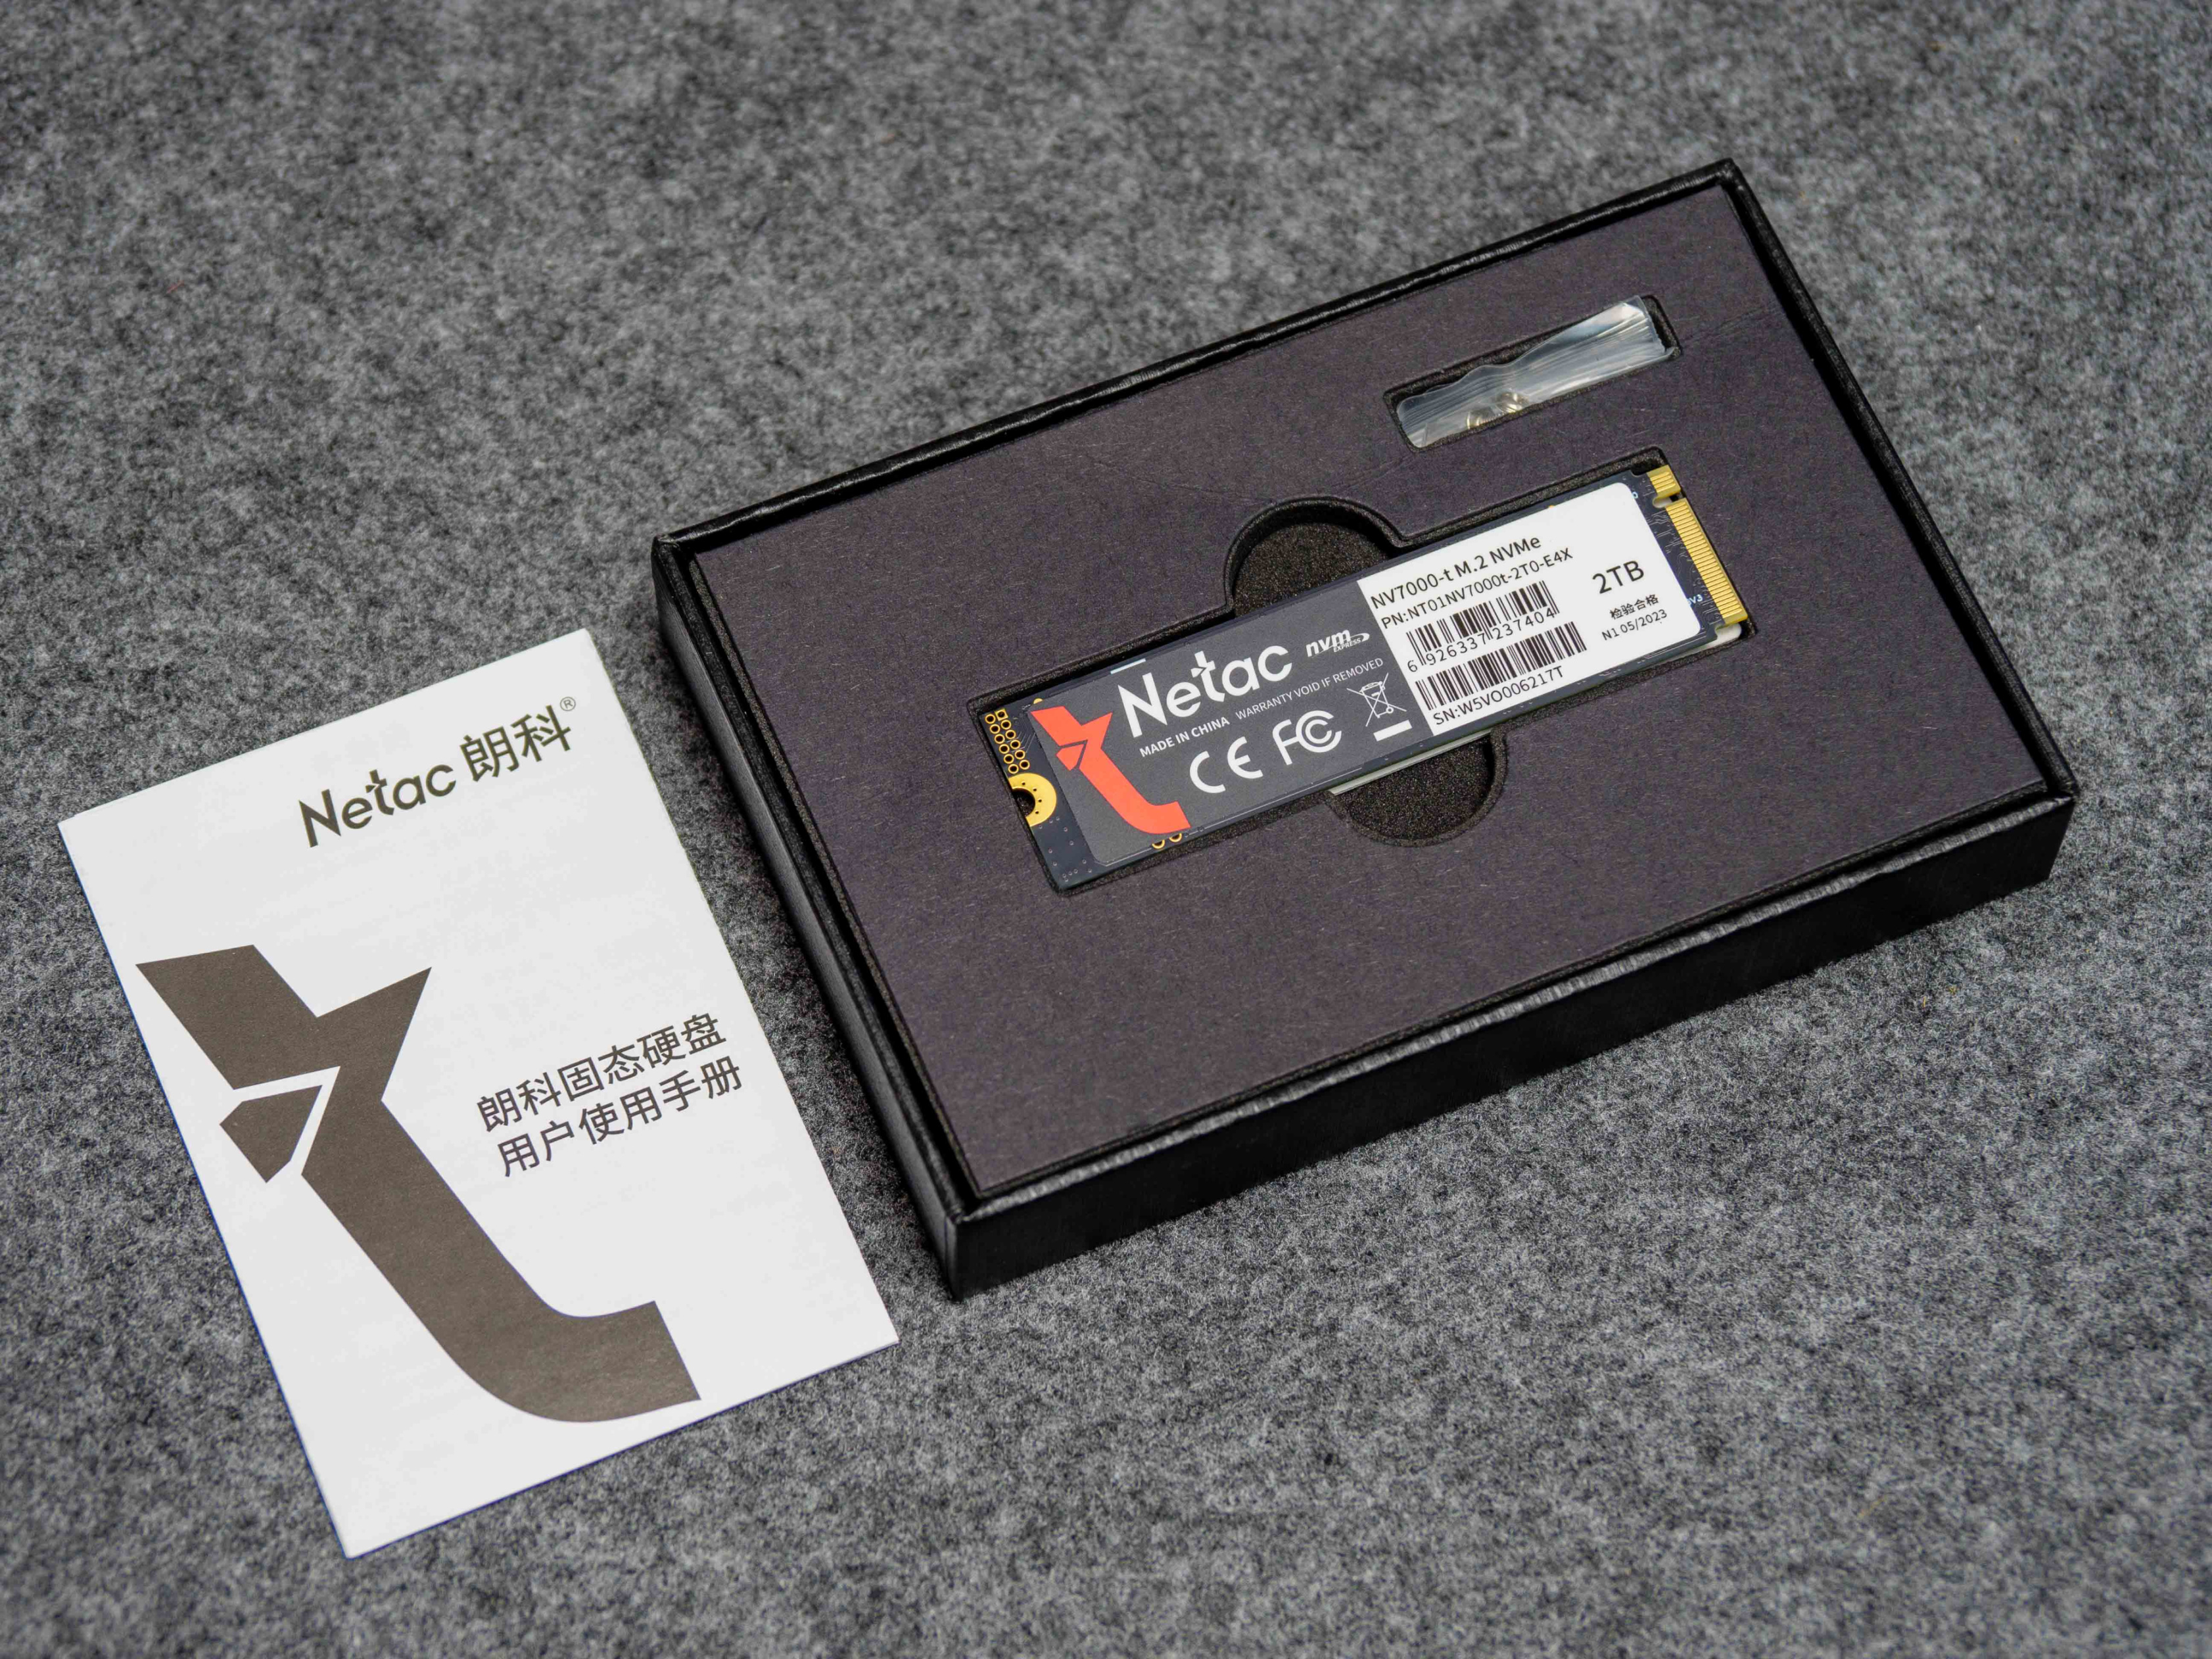 Netac 朗科®
朗科固态硬盘
用户使用手册
Netac nvm EXPRESS
MADE IN CHINA WARRANTY VOID IF REMOVED
CE FC
NV7000-t M.2 NVMe
PN:NT01NV7000t-2T0-E4X
6 926337 237404
SN:W5VO006217T
2TB
检验合格
N1 05/2023